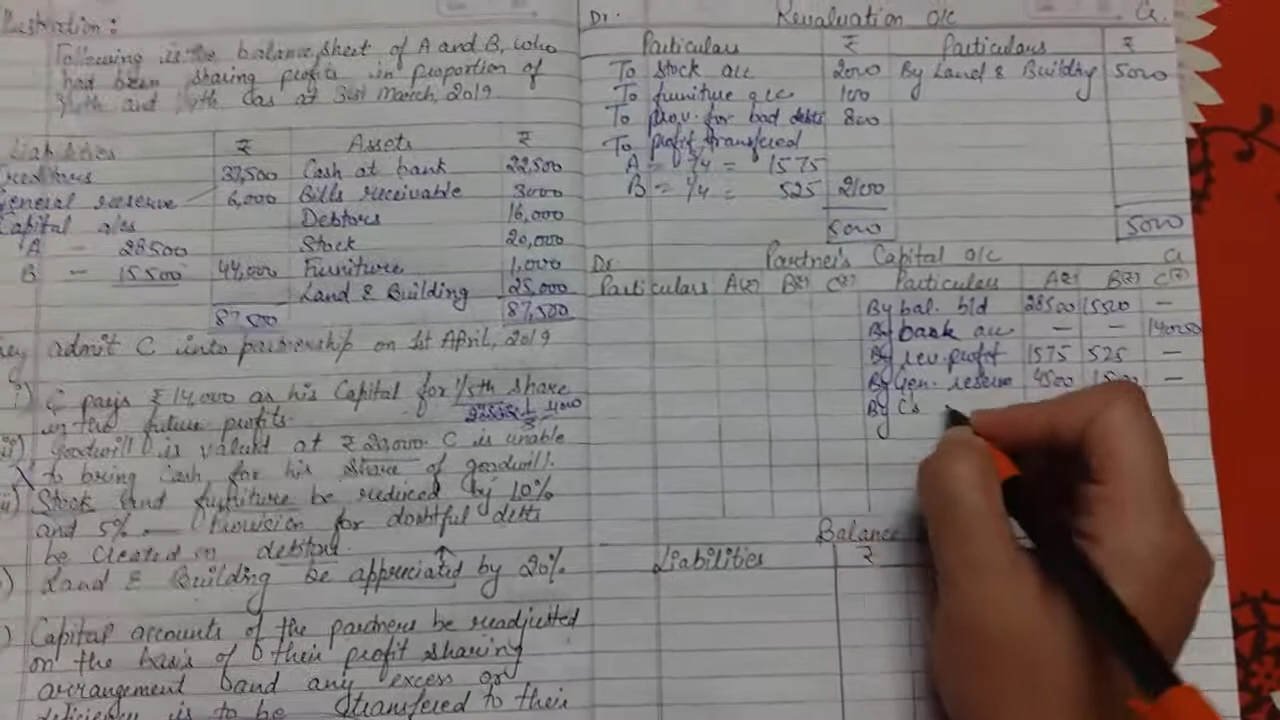 Illustration :
Following is the balance sheet of A and B, who
had been sharing profits in proportion of
3/4th and 1/4th as at 31st March, 2019
Liabilities ₹ Assets ₹
Creditors 37,500 Cash at bank 22,500
General reserve 6,000 Bills receivable 3000
Capital a/cs Debtors 16,000
A - 28500 Stock 20,000
B - 15500 44,000 Furniture 1,000
Land & Building 25,000
87500 87,500
They admit C into partnership on 1st April, 2019
i) C pays ₹ 14,000 as his Capital for 1/5th share
in the future profits.
ii) Goodwill is valued at ₹ 20,000. C is unable
to bring cash for his share of goodwill.
iii) Stock and furniture be reduced by 10%
and 5%. Provision for doubtful debts
be created on debtors.
Land & Building be appreciated by 20%
Capital accounts of the partners be readjusted
on the basis of their profit sharing
arrangement and any excess or
deficiency is to be transferred to their
Dr. Revaluation a/c Cr.
Particulars ₹ Particulars ₹
To stock a/c 2000 By Land & Building 5000
To furniture a/c 100
To prov. for bad debts 800
To profit transferred
A = 3/4 = 1575
B = 1/4 = 525 2100
5000 5000
Dr. Partner's Capital a/c Cr
Particulars A(₹) B(₹) C(₹) Particulars A(₹) B(₹) C(₹)
By bal. b/d 28500 15500 -
By bank a/c - - 14000
By rev. profit 1575 525 -
By Gen. reserve 4500 1500 -
By C's
Balance
Liabilities ₹